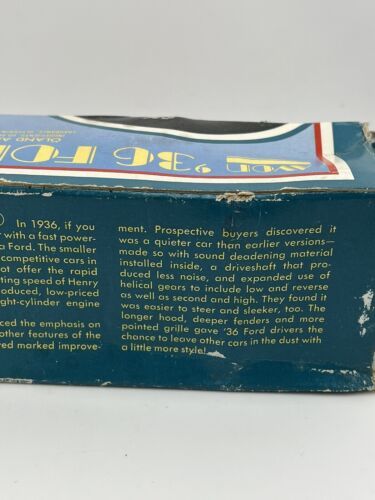 '36 FOR
In 1936, if you
with a fast power-
a Ford. The smaller
competitive cars in
ot offer the rapid
ting speed of Henry
oduced, low-priced
ght-cylinder engine
ced the emphasis on
other features of the
ed marked improve-
ment. Prospective buyers discovered it
was a quieter car than earlier versions—
made so with sound deadening material
installed inside, a driveshaft that pro-
duced less noise, and expanded use of
helical gears to include low and reverse
as well as second and high. They found it
was easier to steer and sleeker, too. The
longer hood, deeper fenders and more
pointed grille gave '36 Ford drivers the
chance to leave other cars in the dust with
a little more style!